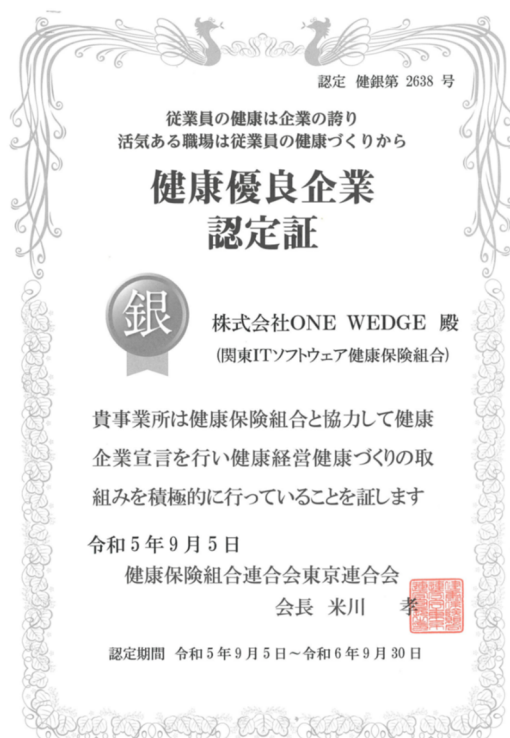 認定 健銀第 2638 号
従業員の健康は企業の誇り
活気ある職場は従業員の健康づくりから
健康優良企業
認定証
銀
株式会社ONE WEDGE 殿
(関東ITソフトウェア健康保険組合)
貴事業所は健康保険組合と協力して健康
企業宣言を行い健康経営健康づくりの取
組みを積極的に行っていることを証します
令和5年9月5日
健康保険組合連合会東京連合会
会長 米川 孝
認定期間 令和5年9月5日～令和6年9月30日